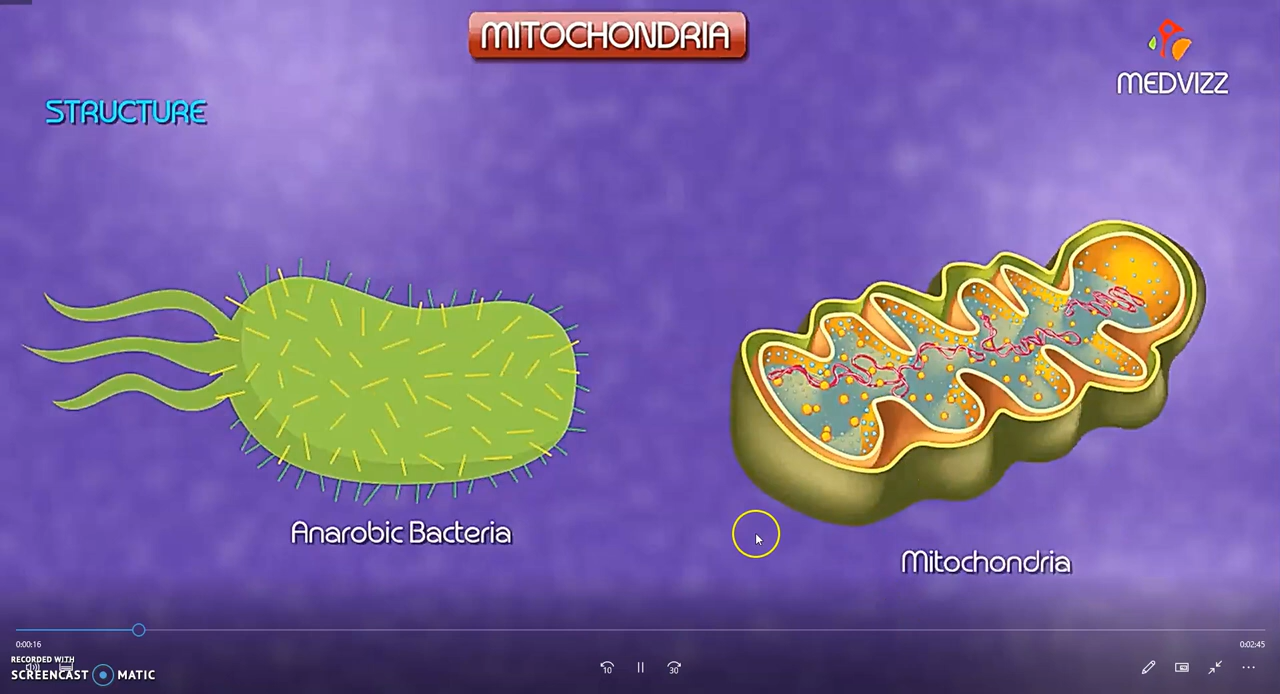 MITOCHONDRIA
MEDVIZZ
STRUCTURE
Anarobic Bacteria
Mitochondria
0:00:16
0:02:45
RECORDED WITH
SCREENCAST MATIC
10
30